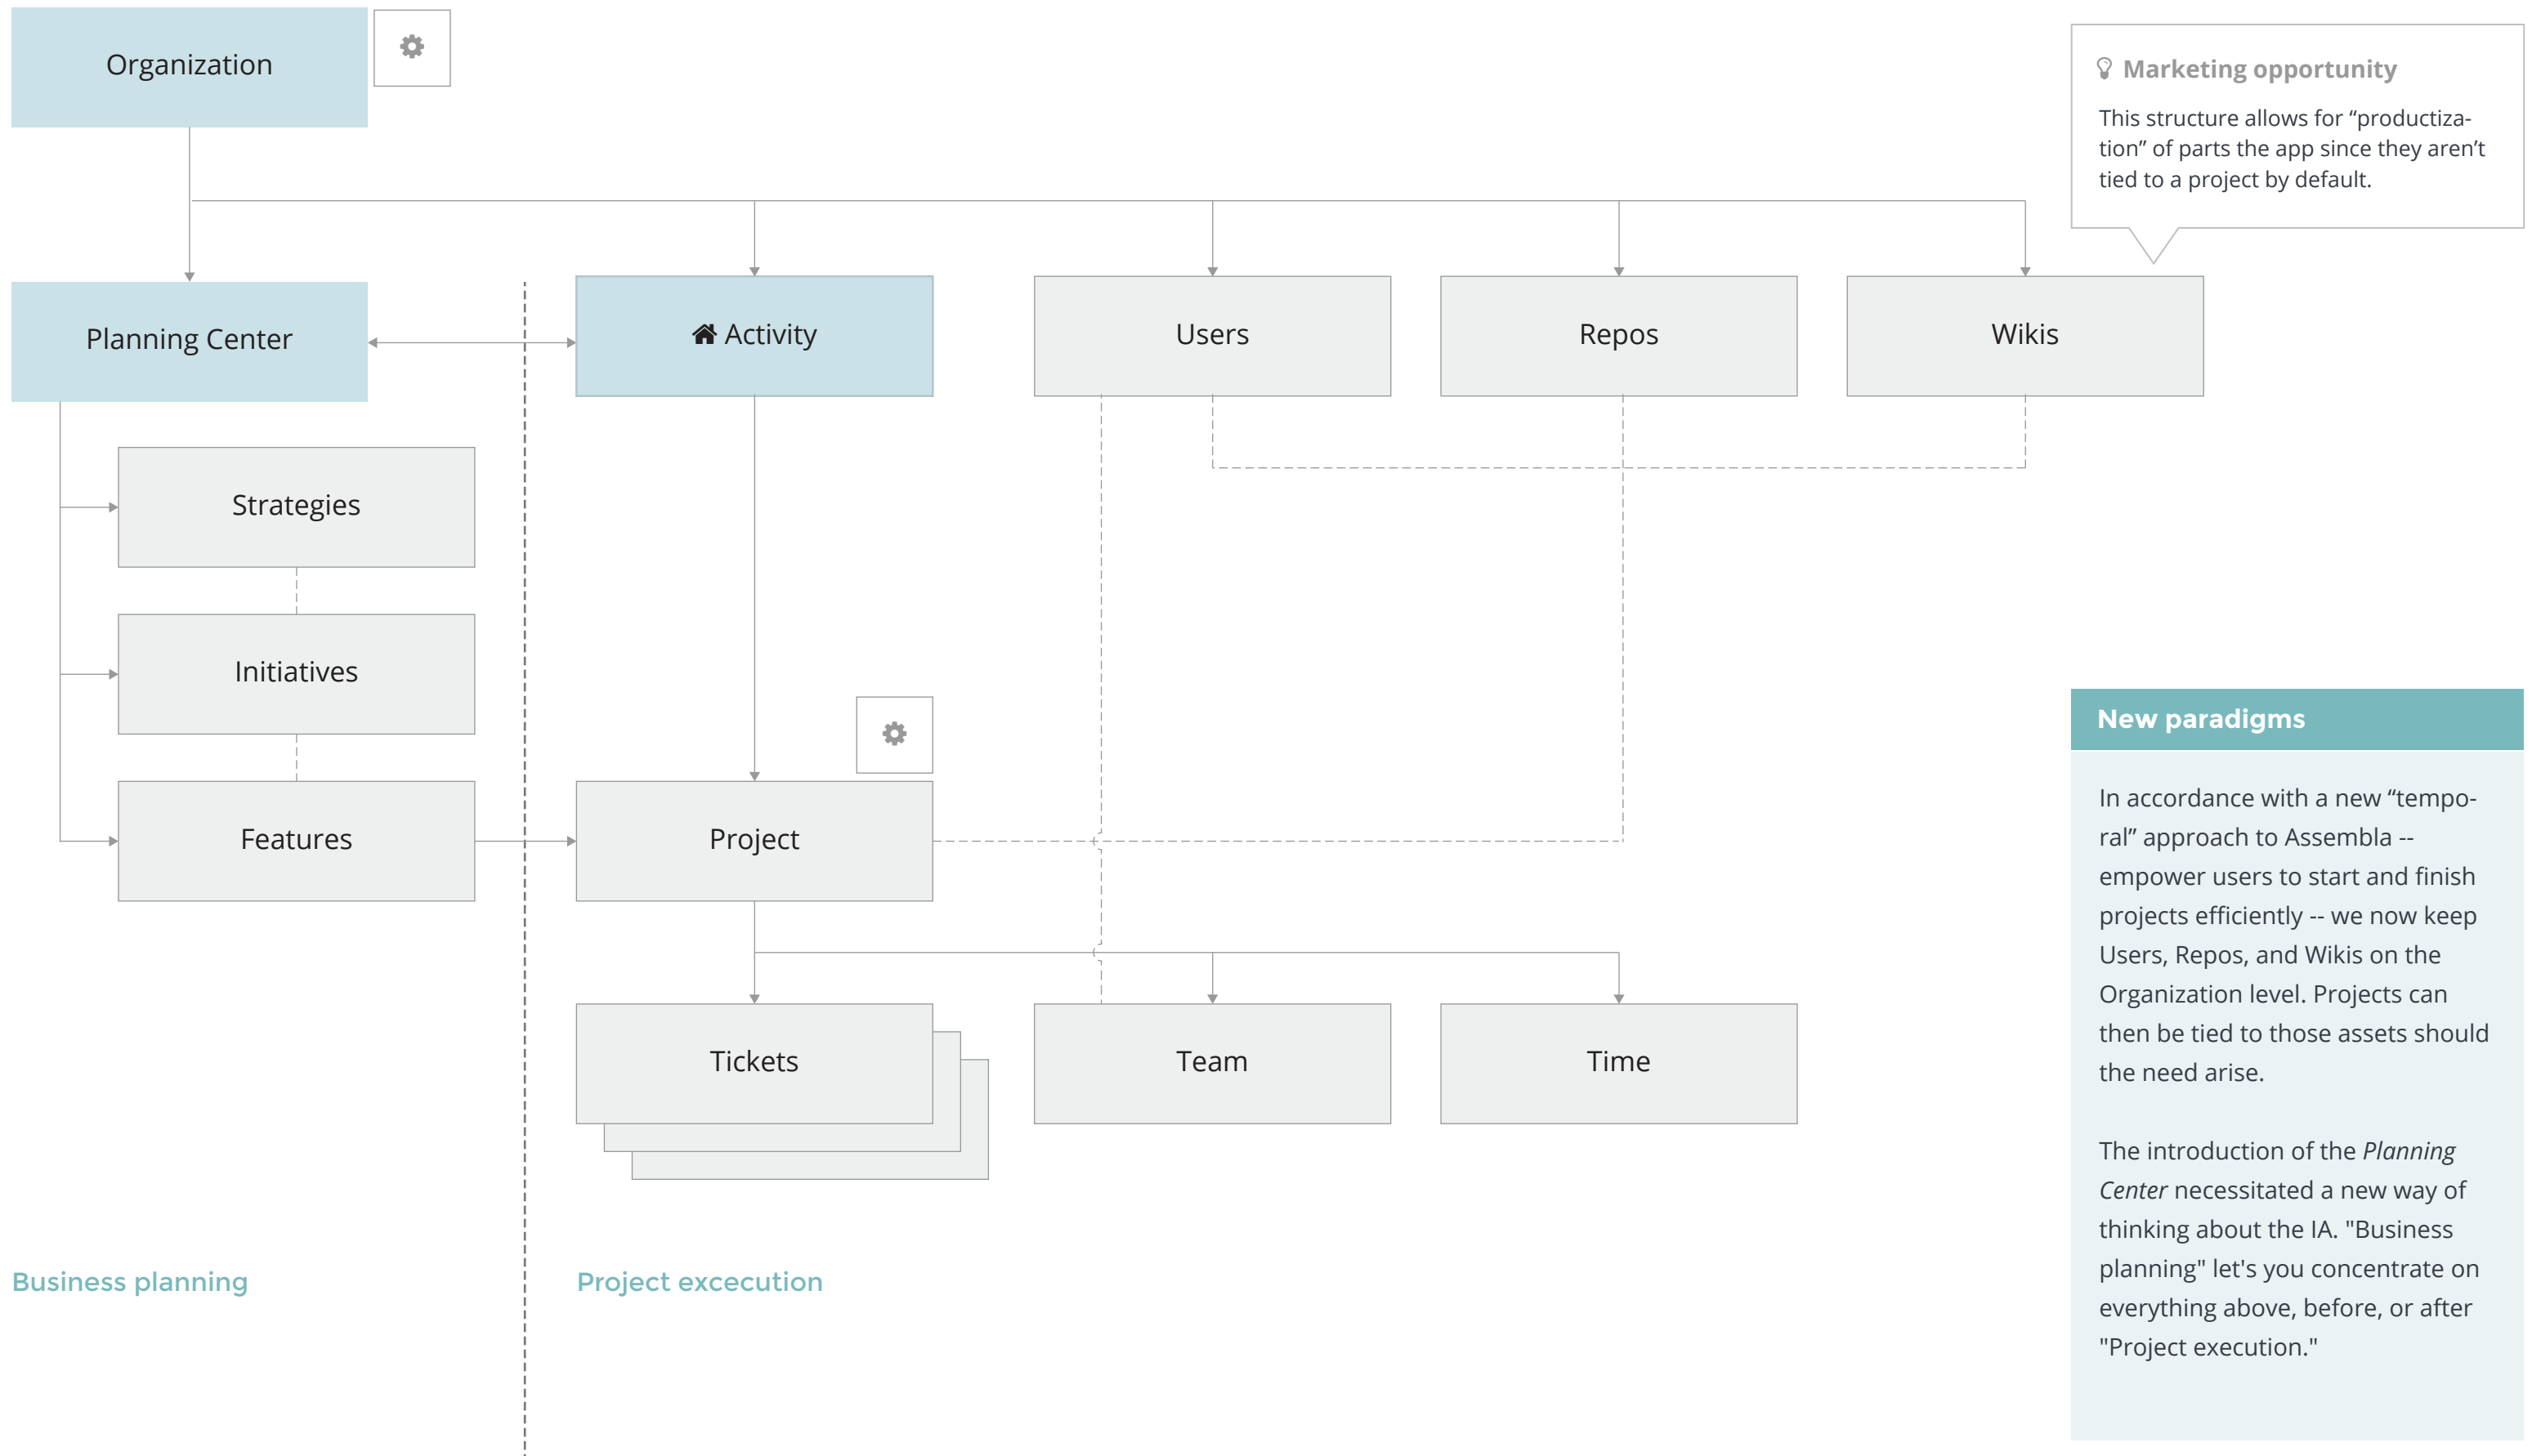 Organization
Marketing opportunity
This structure allows for “productiza-
tion” of parts the app since they aren’t
tied to a project by default.
Planning Center
Activity
Users
Repos
Wikis
Strategies
Initiatives
Features
Project
Tickets
Team
Time
New paradigms
In accordance with a new “tempo-
ral” approach to Assembla --
empower users to start and finish
projects efficiently -- we now keep
Users, Repos, and Wikis on the
Organization level. Projects can
then be tied to those assets should
the need arise.
The introduction of the Planning
Center necessitated a new way of
thinking about the IA. "Business
planning" let's you concentrate on
everything above, before, or after
"Project execution."
Business planning
Project excecution